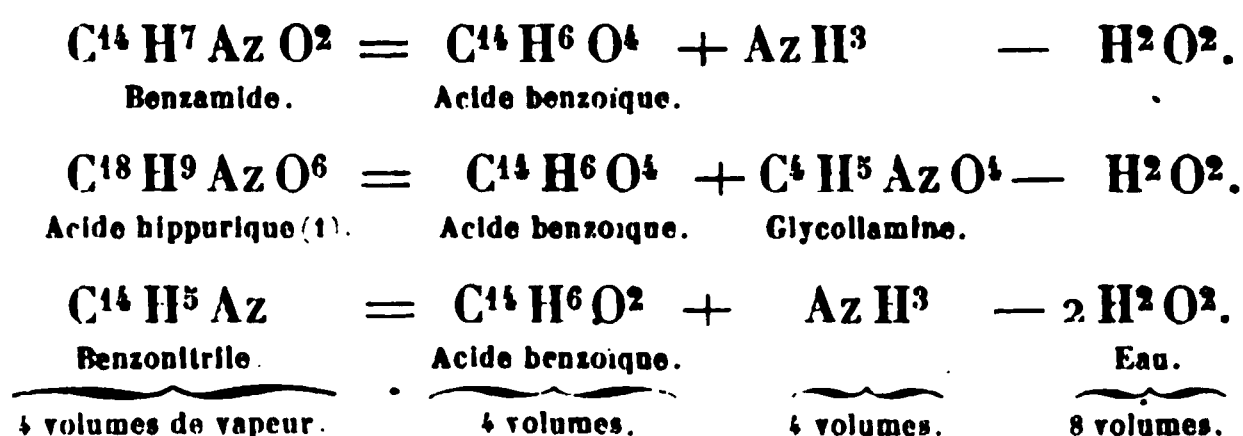 C¹⁴ H⁷ Az O² = C¹⁴ H⁶ O⁴ + Az H³ — H² O².
Benzamide. Acide benzoïque.
C¹⁸ H⁹ Az O⁶ = C¹⁴ H⁶ O⁴ + C⁴ H⁵ Az O⁴ — H² O².
Acide hippurique (1). Acide benzoïque. Glycollamine.
C¹⁴ H⁵ Az = C¹⁴ H⁶ O² + Az H³ — 2 H² O².
Benzonitrile. Acide benzoïque. Eau.
4 volumes de vapeur. 4 volumes. 4 volumes. 8 volumes.